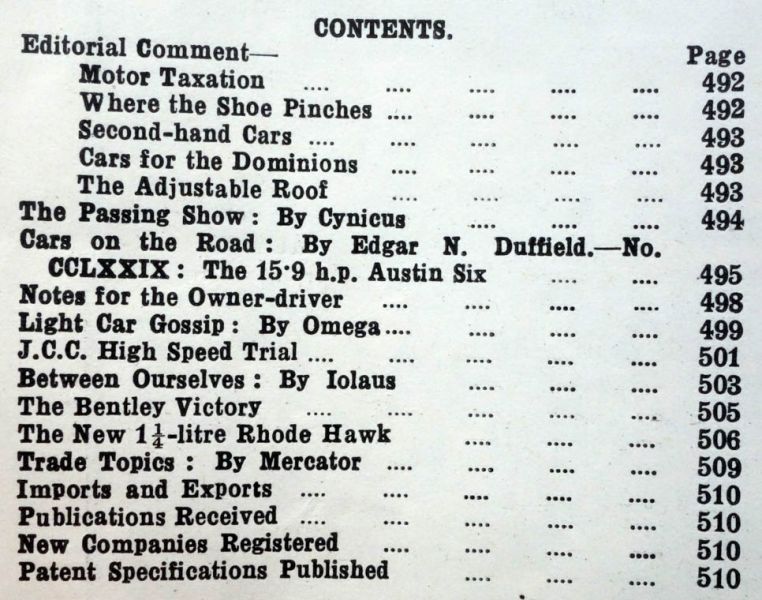 CONTENTS.
Editorial Comment— Page
Motor Taxation .... .... .... .... .... 492
Where the Shoe Pinches .... .... .... .... 492
Second-hand Cars .... .... .... .... .... 493
Cars for the Dominions .... .... .... .... 493
The Adjustable Roof .... .... .... .... 493
The Passing Show: By Cynicus .... .... .... 494
Cars on the Road: By Edgar N. Duffield.—No.
CCLXXIX: The 15·9 h.p. Austin Six .... .... 495
Notes for the Owner-driver .... .... .... .... 498
Light Car Gossip: By Omega .... .... .... .... 499
J.C.C. High Speed Trial .... .... .... .... .... 501
Between Ourselves: By Iolaus .... .... .... 503
The Bentley Victory .... .... .... .... .... 505
The New 1¼-litre Rhode Hawk .... .... .... 506
Trade Topics: By Mercator .... .... .... .... 509
Imports and Exports .... .... .... .... .... 510
Publications Received .... .... .... .... .... 510
New Companies Registered .... .... .... .... 510
Patent Specifications Published .... .... .... 510